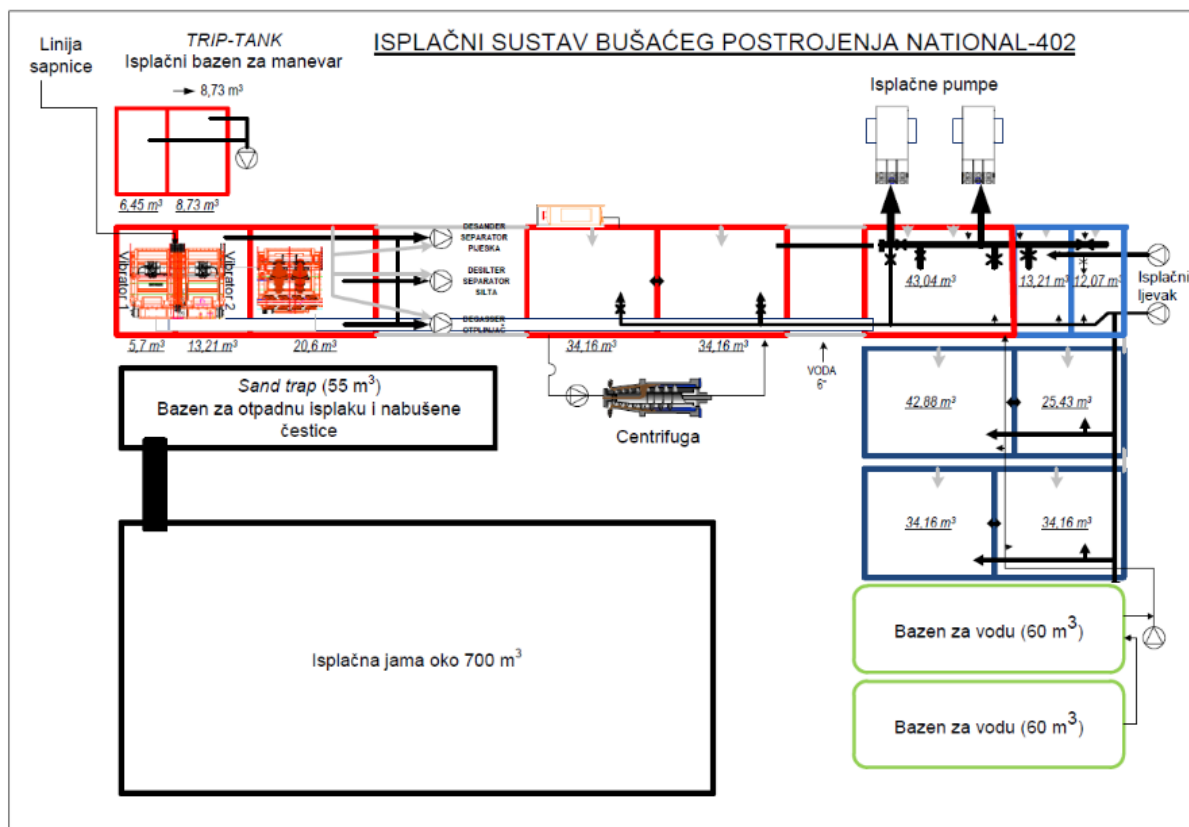 ISPLAČNI SUSTAV BUŠAĆEG POSTROJENJA NATIONAL-402
Linija
sapnice
TRIP-TANK
Isplačni bazen za manevar
8,73 m³
6,45 m³
8,73 m³
Isplačne pumpe
Vibrator 1
Vibrator 2
DESANDER
SEPARATOR
PIJESKA
DESILTER
SEPARATOR
SILTA
DEGASSER
OTPLINJAČ
5,7 m³
13,21 m³
20,6 m³
34,16 m³
34,16 m³
43,04 m³
13,21 m³
12,07 m³
Isplačni
ljevak
VODA
6"
Centrifuga
Sand trap (55 m³)
Bazen za otpadnu isplaku i nabušene
čestice
42,88 m³
25,43 m³
34,16 m³
34,16 m³
Isplačna jama oko 700 m³
Bazen za vodu (60 m³)
Bazen za vodu (60 m³)